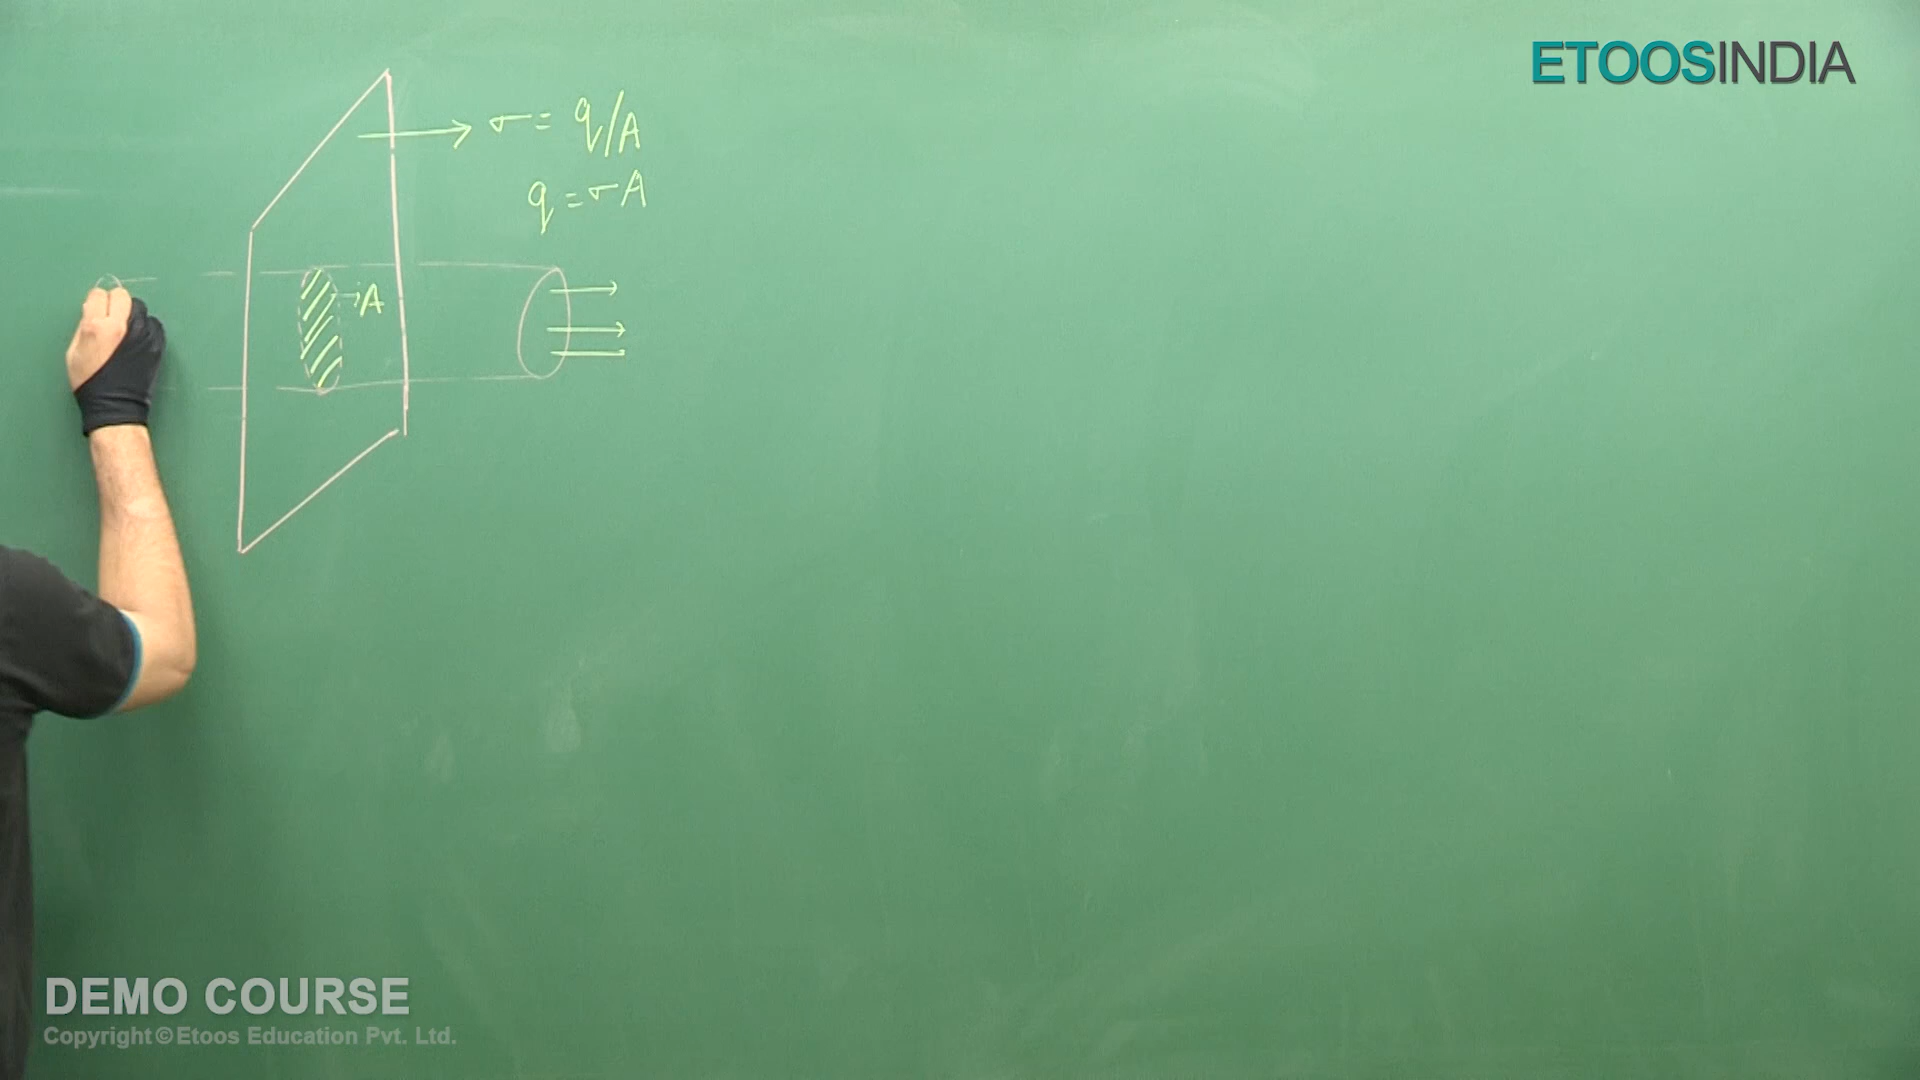 ETOOSINDIA
σ = q/A
q = σA
A
DEMO COURSE
Copyright © Etoos Education Pvt. Ltd.